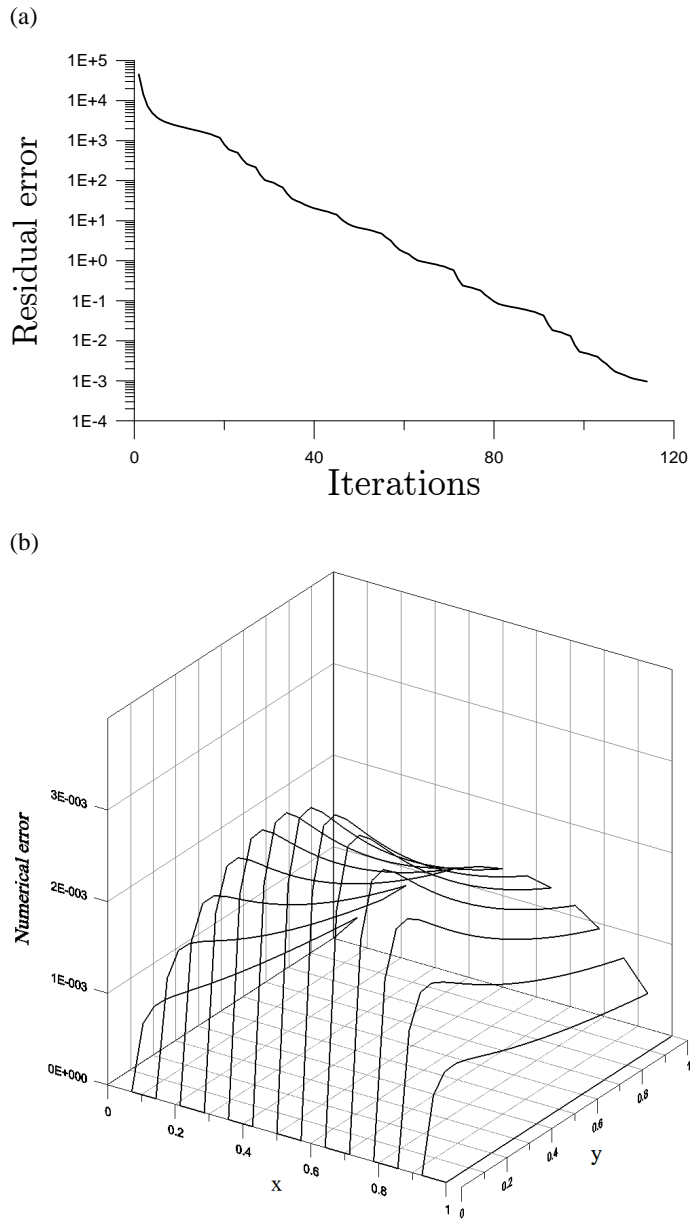 (a)
1E+5
1E+4
1E+3
1E+2
1E+1
1E+0
1E-1
1E-2
1E-3
1E-4
Residual error
0
40
80
120
Iterations
(b)
3E-003
2E-003
1E-003
0E+000
Numerical error
0
0.2
0.4
0.6
0.8
1
x
0
0.2
0.4
0.6
0.8
1
y